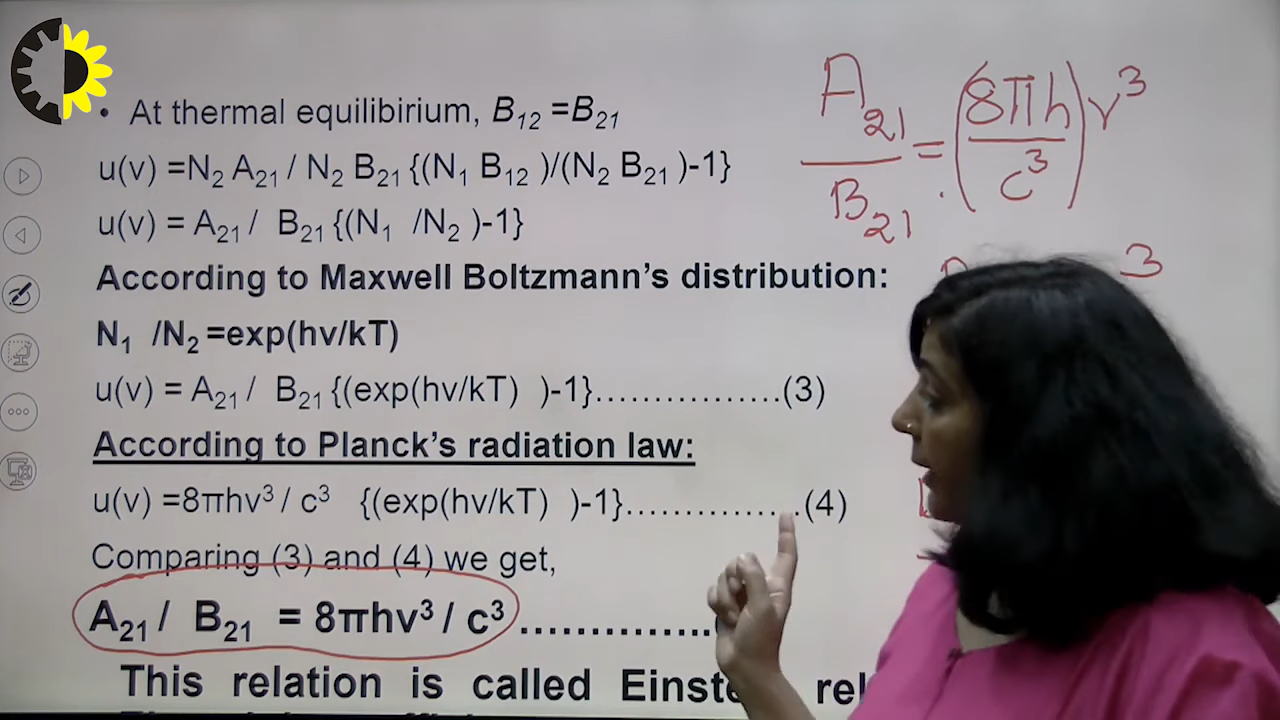 • At thermal equilibirium, B₁₂ =B₂₁
u(v) =N₂ A₂₁ / N₂ B₂₁ {(N₁ B₁₂ )/(N₂ B₂₁ )-1}
u(v) = A₂₁ / B₂₁ {(N₁ /N₂ )-1}
According to Maxwell Boltzmann’s distribution:
N₁ /N₂ =exp(hv/kT)
u(v) = A₂₁ / B₂₁ {(exp(hv/kT) )-1}................(3)
According to Planck’s radiation law:
u(v) =8πhv³ / c³ {(exp(hv/kT) )-1}...............(4)
Comparing (3) and (4) we get,
A₂₁ / B₂₁ = 8πhv³ / c³ ...............
This relation is called
A₂₁ / B₂₁ = (8πh / c³) v³
3